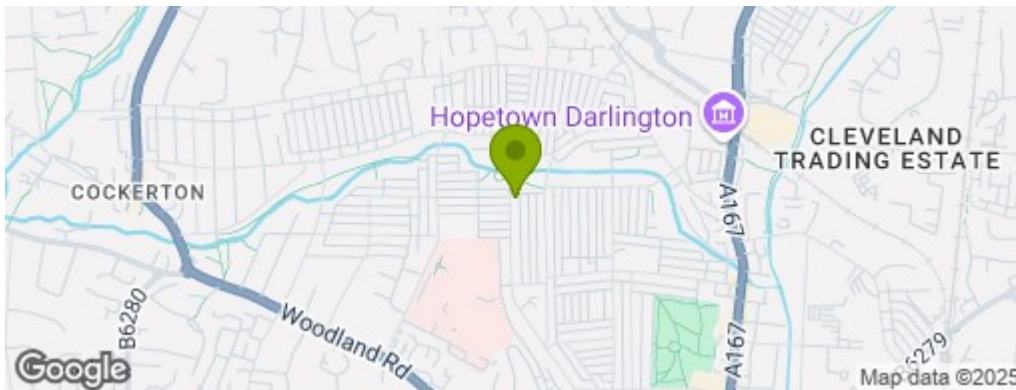 Hopetown Darlington
CLEVELAND
TRADING ESTATE
COCKERTON
A167
B6280
Woodland Rd
A167
Google
Map data ©2025